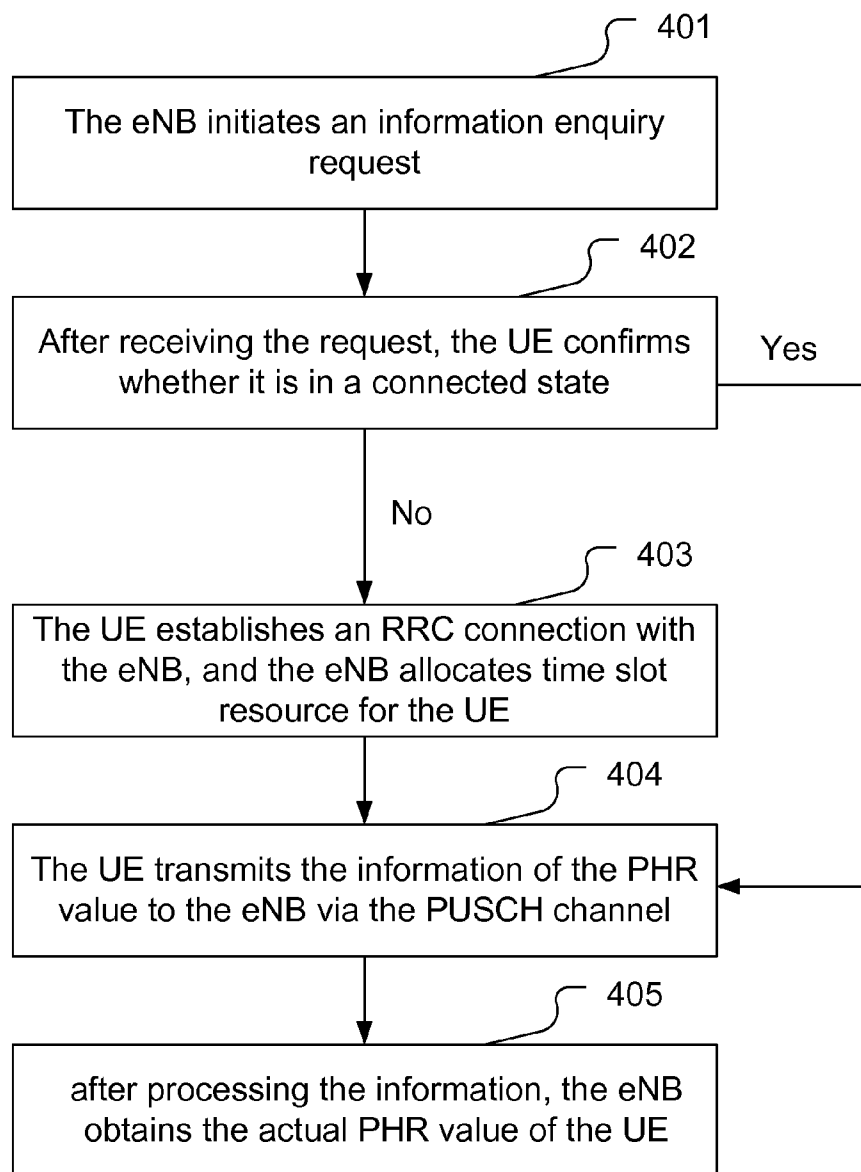 401
The eNB initiates an information enquiry
request
402
After receiving the request, the UE confirms
whether it is in a connected state
Yes
No
403
The UE establishes an RRC connection with
the eNB, and the eNB allocates time slot
resource for the UE
404
The UE transmits the information of the PHR
value to the eNB via the PUSCH channel
405
after processing the information, the eNB
obtains the actual PHR value of the UE